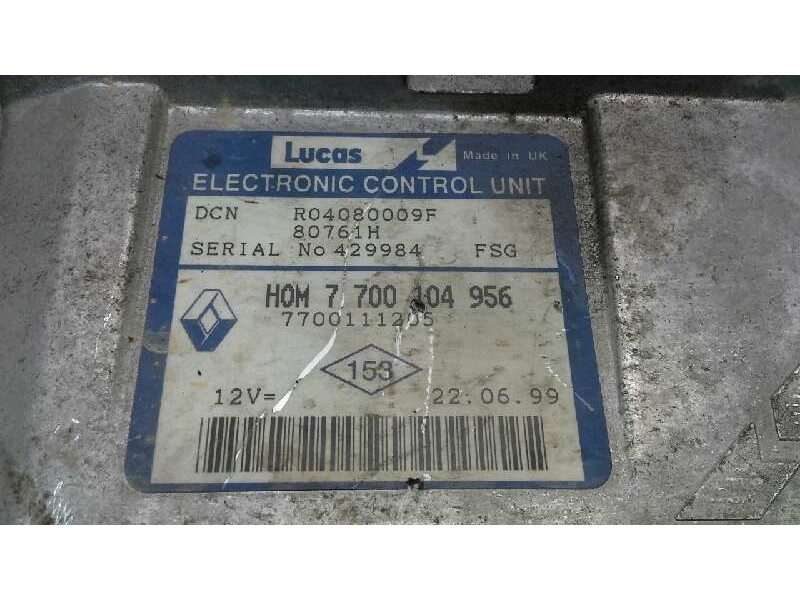 Lucas Made in UK
ELECTRONIC CONTROL UNIT
DCN R04080009F
80761H
SERIAL No 429984 FSG
HOM 7 700 104 956
7700111205
153
12V= 22.06.99